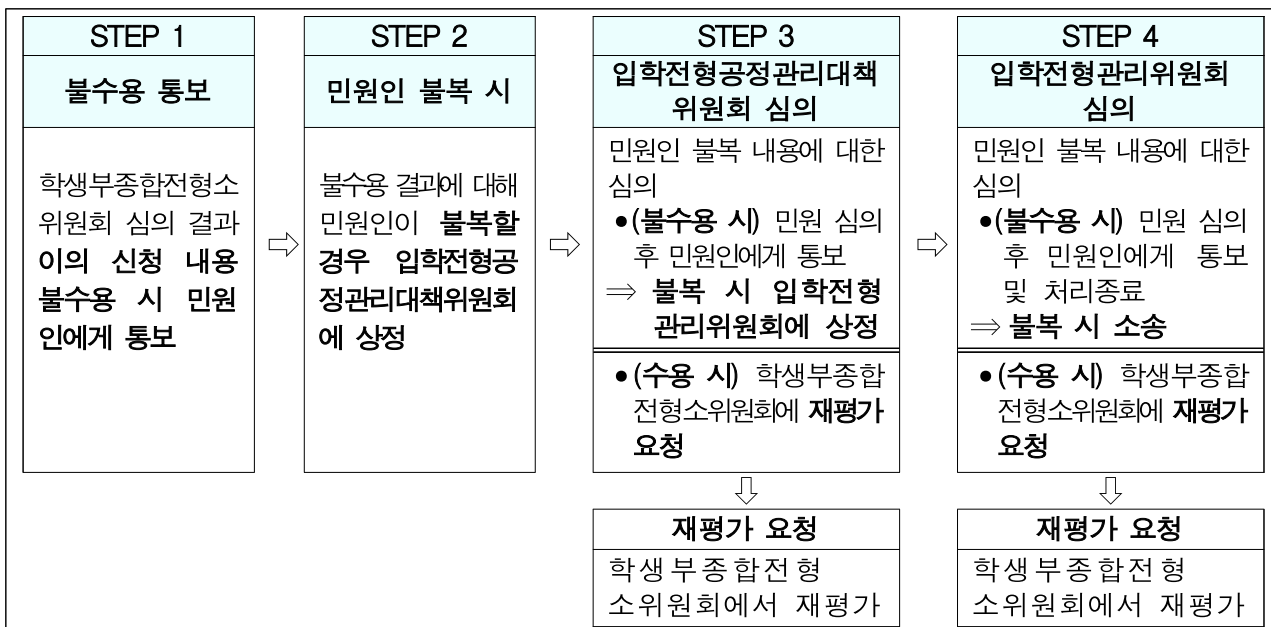 STEP 1
불수용 통보
학생부종합전형소
위원회 심의 결과
이의 신청 내용
불수용 시 민원
인에게 통보
⇨
STEP 2
민원인 불복 시
불수용 결과에 대해
민원인이 불복할
경우 입학전형공
정관리대책위원회
에 상정
⇨
STEP 3
입학전형공정관리대책
위원회 심의
민원인 불복 내용에 대한
심의
•(불수용 시) 민원 심의
후 민원인에게 통보
⇒ 불복 시 입학전형
관리위원회에 상정
•(수용 시) 학생부종합
전형소위원회에 재평가
요청
⇩
재평가 요청
학생부종합전형
소위원회에서 재평가
⇨
STEP 4
입학전형관리위원회
심의
민원인 불복 내용에 대한
심의
•(불수용 시) 민원 심의
후 민원인에게 통보
및 처리종료
⇒ 불복 시 소송
•(수용 시) 학생부종합
전형소위원회에 재평가
요청
⇩
재평가 요청
학생부종합전형
소위원회에서 재평가